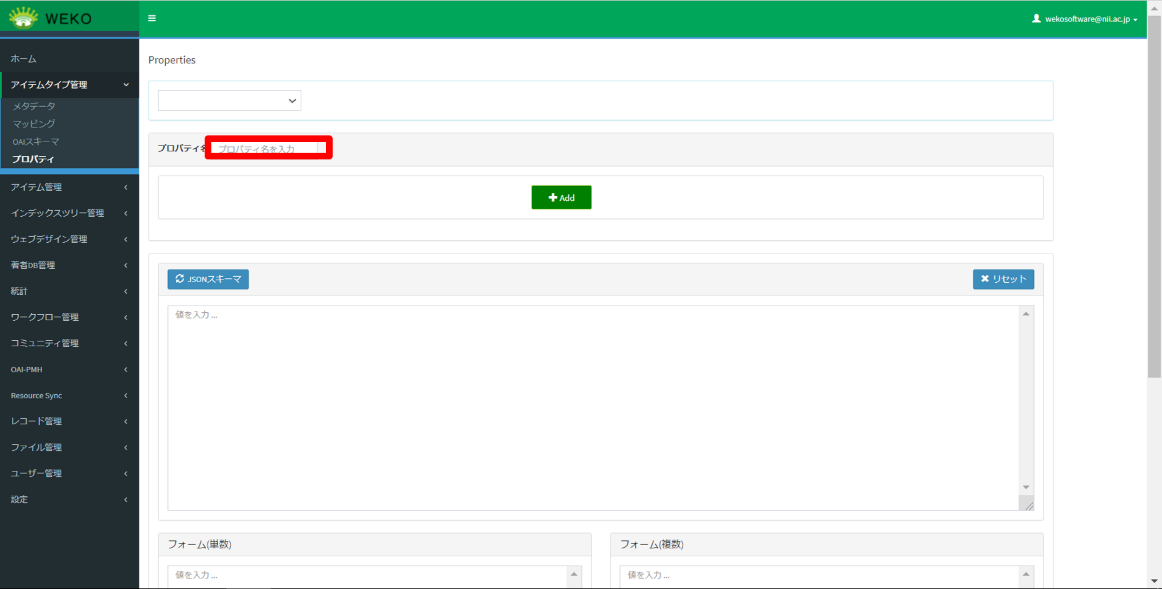 WEKO
wekosoftware@nii.ac.jp
ホーム
アイテムタイプ管理
メタデータ
マッピング
OAIスキーマ
プロパティ
アイテム管理
インデックスツリー管理
ウェブデザイン管理
著者DB管理
統計
ワークフロー管理
コミュニティ管理
OAI-PMH
Resource Sync
レコード管理
ファイル管理
ユーザー管理
設定
Properties
プロパティ名 プロパティ名を入力
Add
JSONスキーマ リセット
値を入力 ...
フォーム(単数) フォーム(複数)
値を入力 ... 値を入力 ...